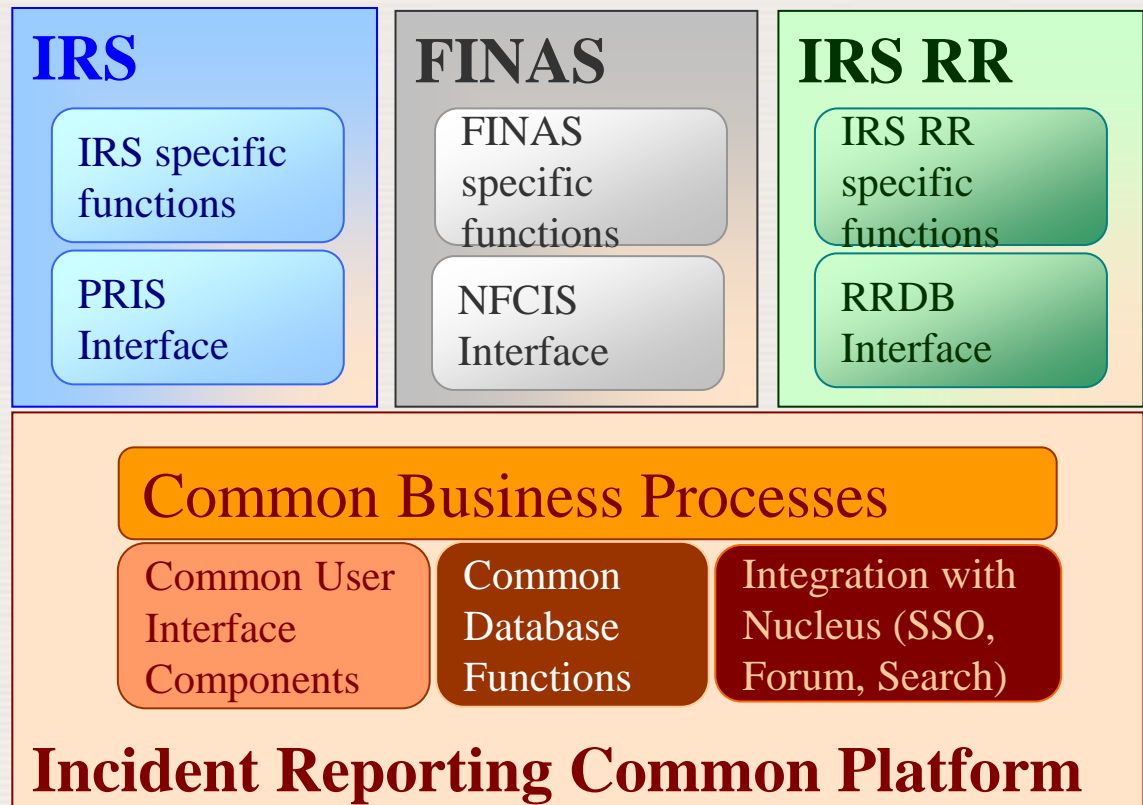 IRS
IRS specific
functions
PRIS
Interface
FINAS
FINAS
specific
functions
NFCIS
Interface
IRS RR
IRS RR
specific
functions
RRDB
Interface
Common Business Processes
Common User
Interface
Components
Common
Database
Functions
Integration with
Nucleus (SSO,
Forum, Search)
Incident Reporting Common Platform